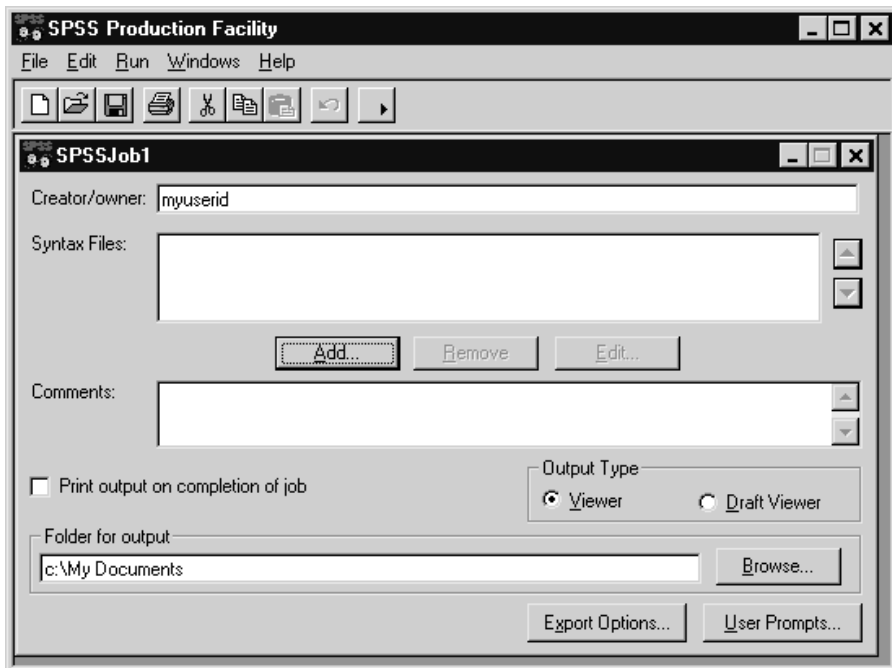 SPSS Production Facility
File Edit Run Windows Help
SPSSJob1
Creator/owner: myuserid
Syntax Files:
Add... Remove Edit...
Comments:
Print output on completion of job
Output Type
Viewer Draft Viewer
Folder for output
c:\My Documents
Browse...
Export Options... User Prompts...